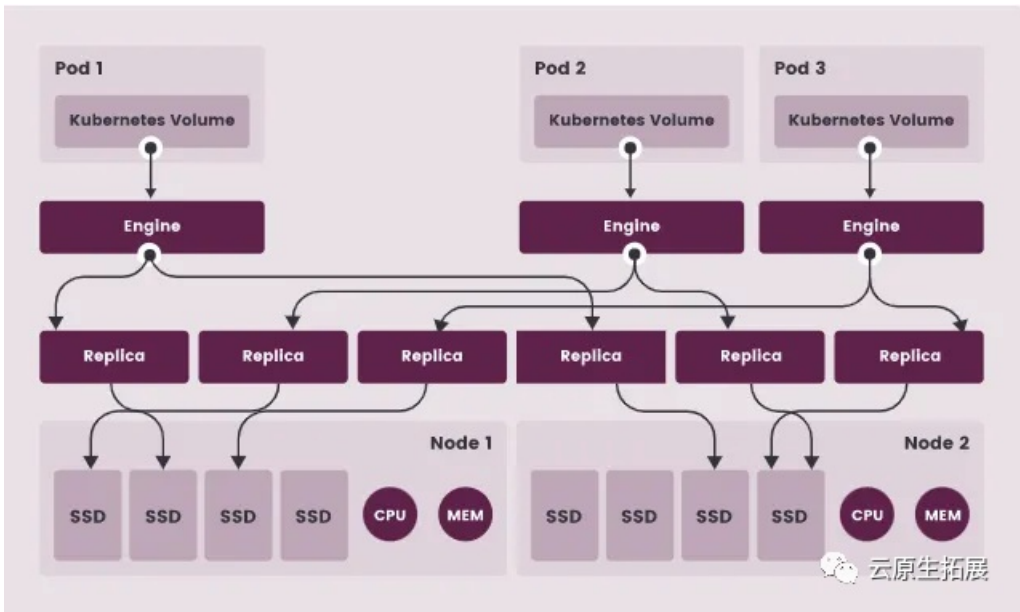 Pod 1
Kubernetes Volume
Pod 2
Kubernetes Volume
Pod 3
Kubernetes Volume
Engine
Engine
Engine
Replica
Replica
Replica
Replica
Replica
Replica
Node 1
SSD
SSD
SSD
SSD
CPU
MEM
Node 2
SSD
SSD
SSD
SSD
CPU
MEM
云原生拓展